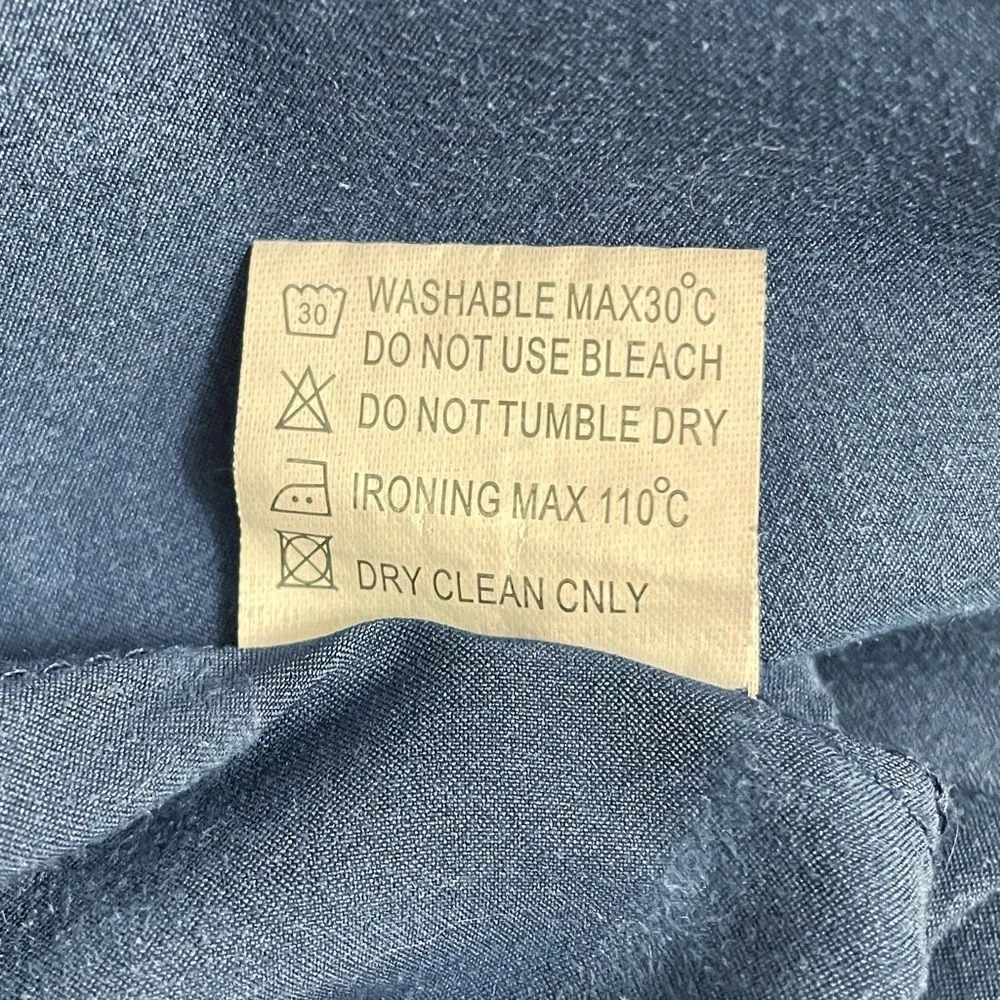 30 WASHABLE MAX30°C
DO NOT USE BLEACH
DO NOT TUMBLE DRY
IRONING MAX 110°C
DRY CLEAN CNLY